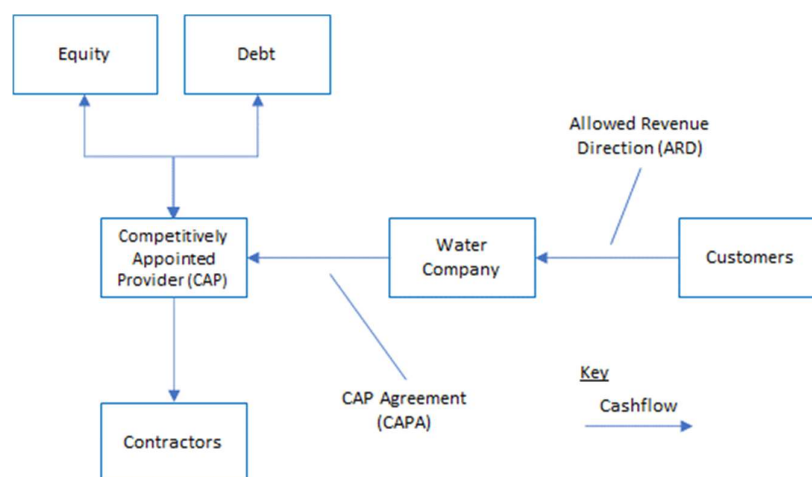 Equity
Debt
Allowed Revenue
Direction (ARD)
Competitively
Appointed
Provider (CAP)
Water
Company
Customers
Key
Cashflow
CAP Agreement
(CAPA)
Contractors